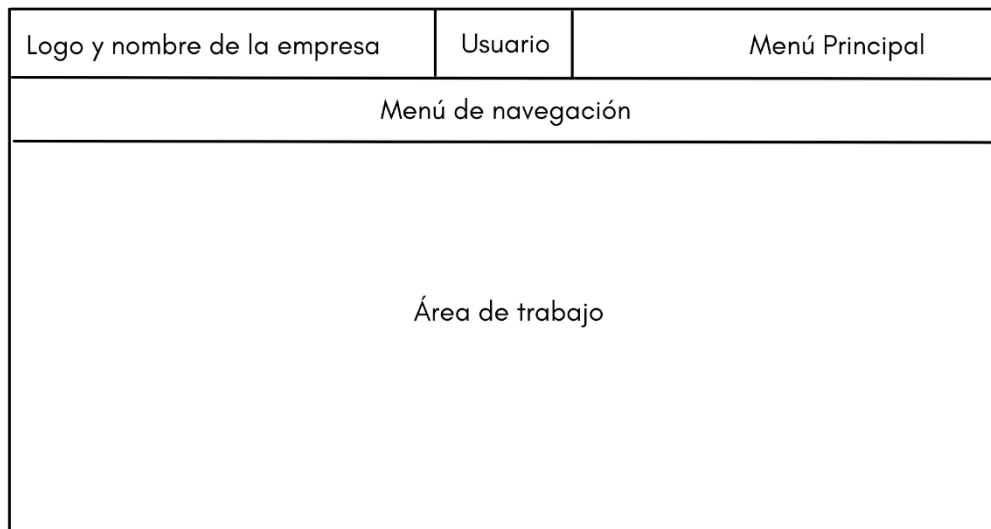 Logo y nombre de la empresa
Usuario
Menú Principal
Menú de navegación
Área de trabajo